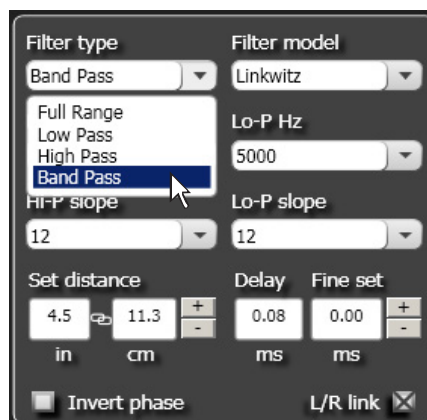 Filter type Filter model
Band Pass Linkwitz
Full Range
Low Pass Lo-P Hz
High Pass 5000
Band Pass
Hi-P slope Lo-P slope
12 12
Set distance Delay Fine set
4.5 11.3 + - 0.08 0.00 + -
in cm ms ms
Invert phase L/R link